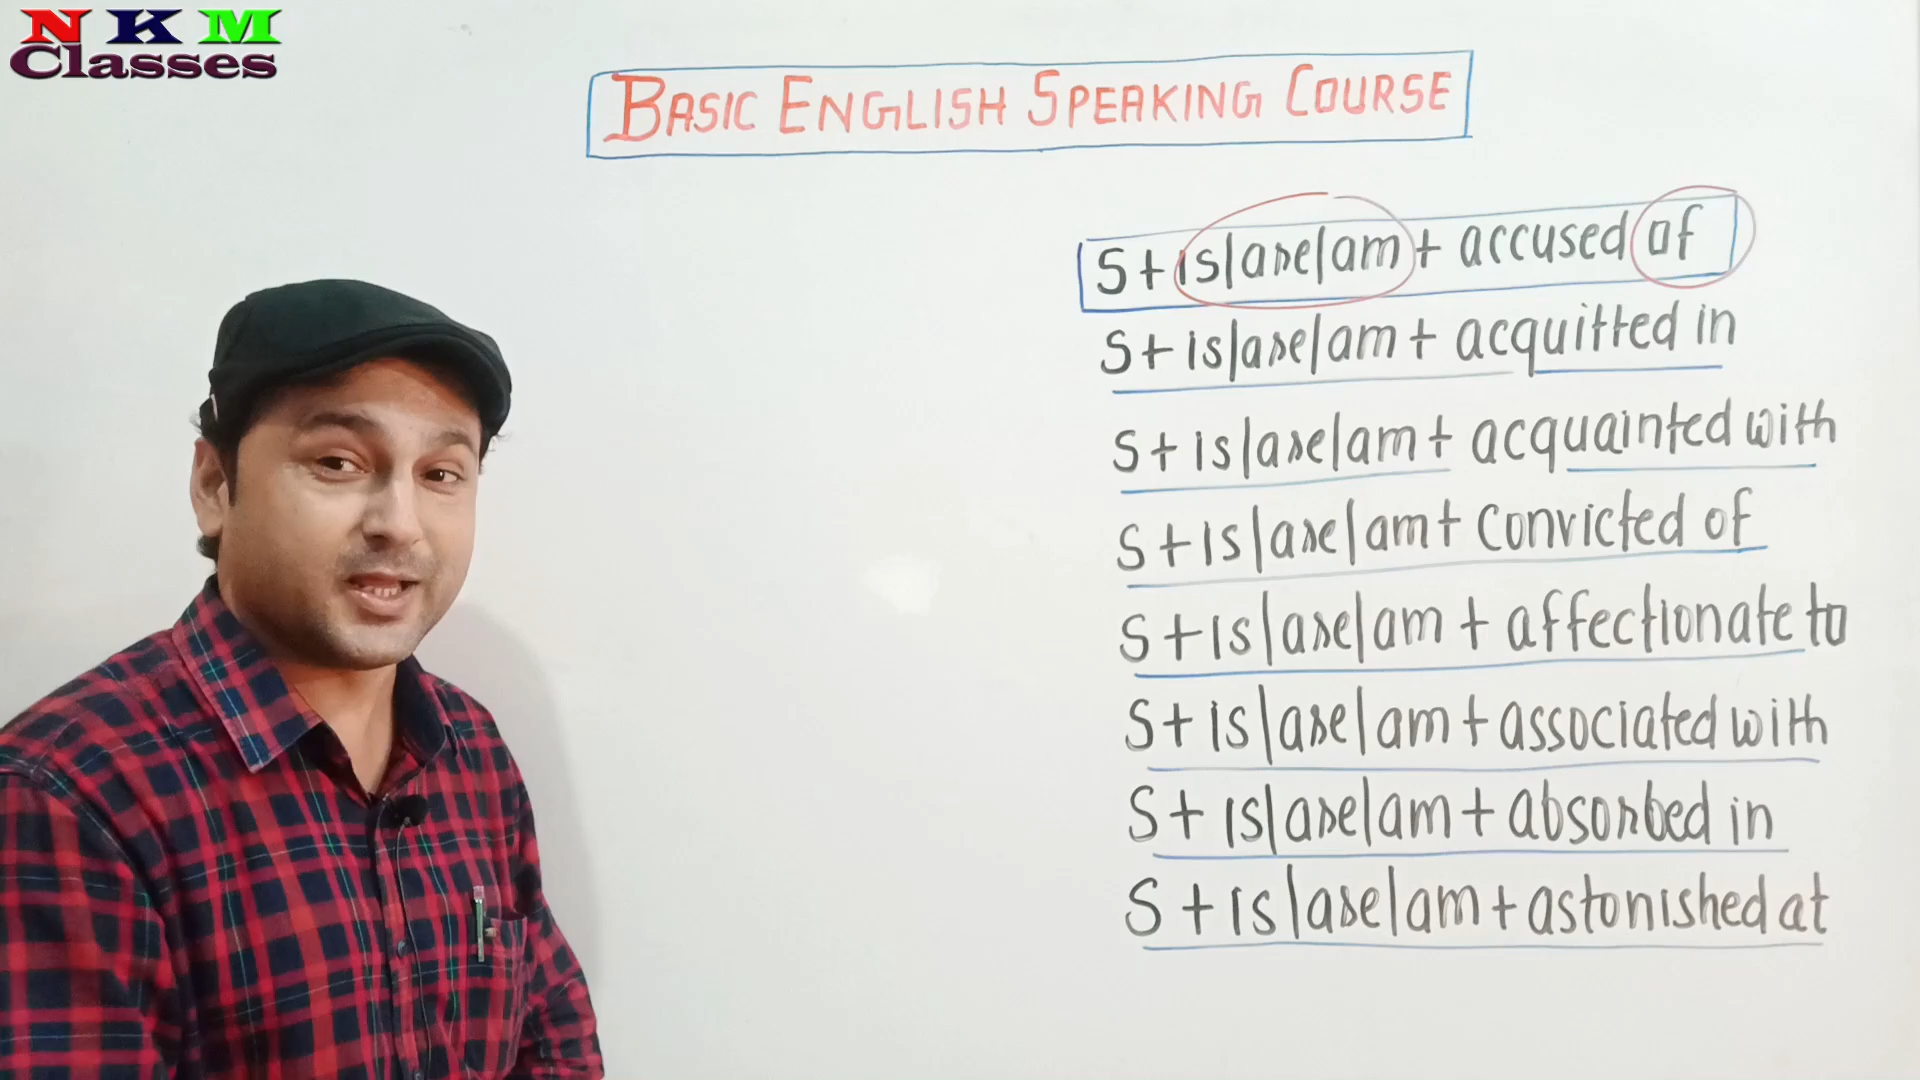 NKM
Classes
BASIC ENGLISH SPEAKING COURSE
S+is|are|am + accused of
S+is|are|am + acquitted in
S+is|are|am + acquainted with
S+is|are|am + convicted of
S+is|are|am + affectionate to
S+is|are|am + associated with
S+is|are|am + absorbed in
S+is|are|am + astonished at